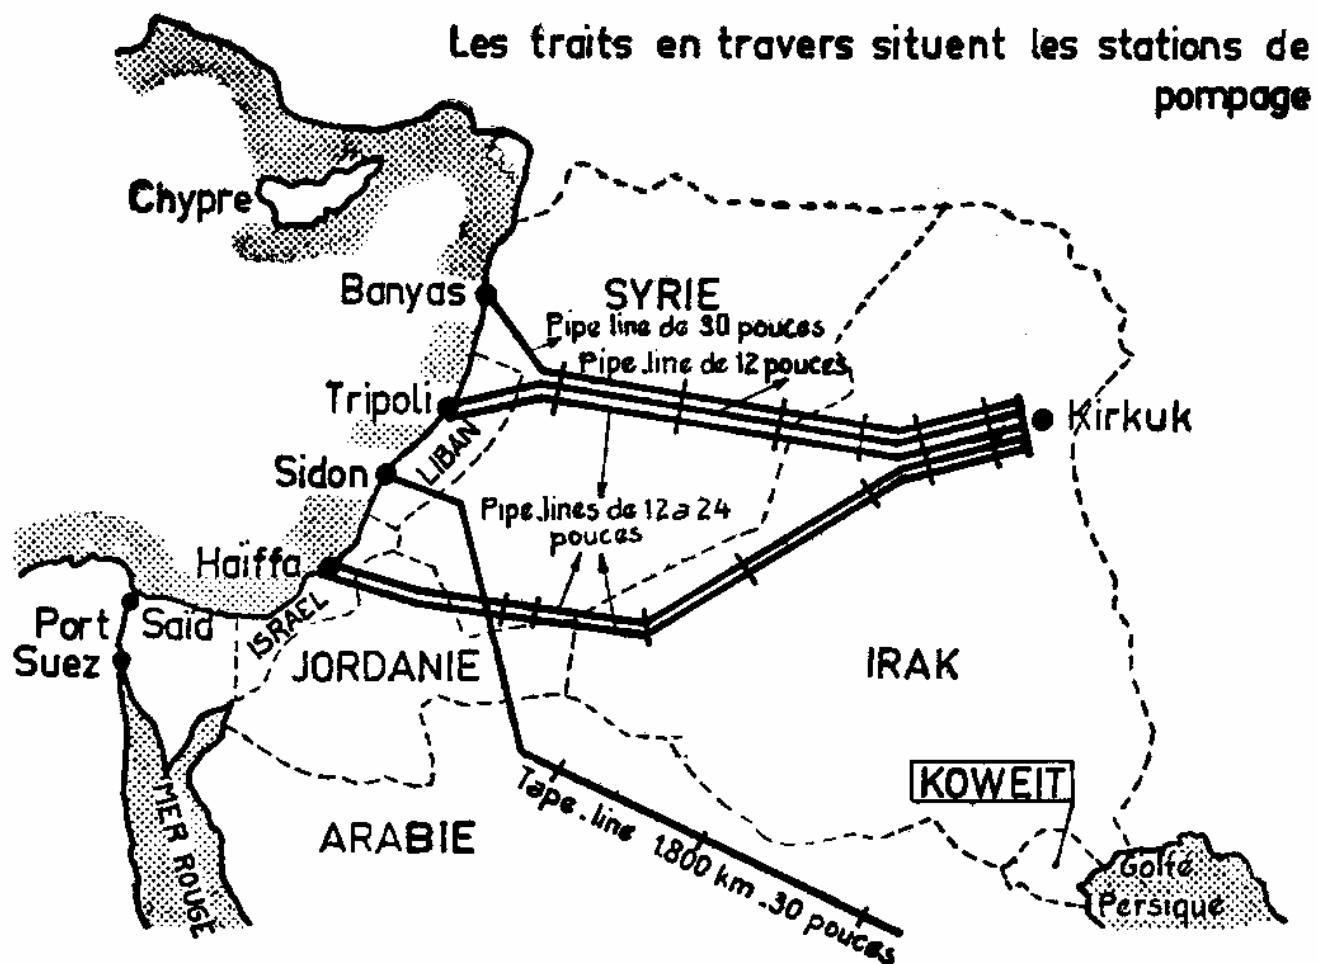 Les traits en travers situent les stations de
pompage
Chypre
Banyas
SYRIE
Pipe line de 30 pouces
Pipe.line de 12 pouces
Tripoli
Kirkuk
LIBAN
Sidon
Pipe.lines de 12 a 24
pouces
Haïffa
Port Saïd
Suez
ISRAEL
JORDANIE
IRAK
KOWEIT
MER ROUGE
ARABIE
Tape.line 1.800 km.30 pouces
Golfe
Persique